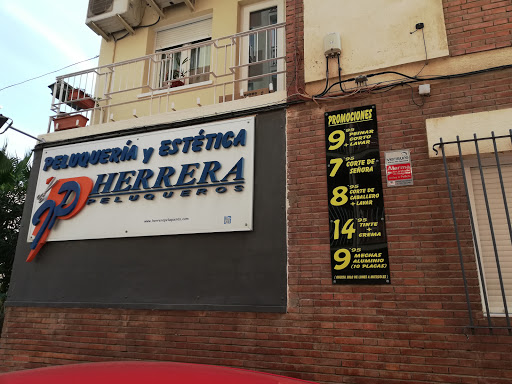 PELUQUERÍA Y ESTÉTICA
HERRERA
PELUQUEROS
PROMOCIONES
9'95 PEINAR
CORTO
+ LAVAR
7'95 CORTE DE-
SEÑORA
8'95 CORTE DE
CABALLERO
+ LAVAR
14'95 TINTE
+
CREMA
9'95 MECHAS
ALUMINIO
(10 PLACAS)